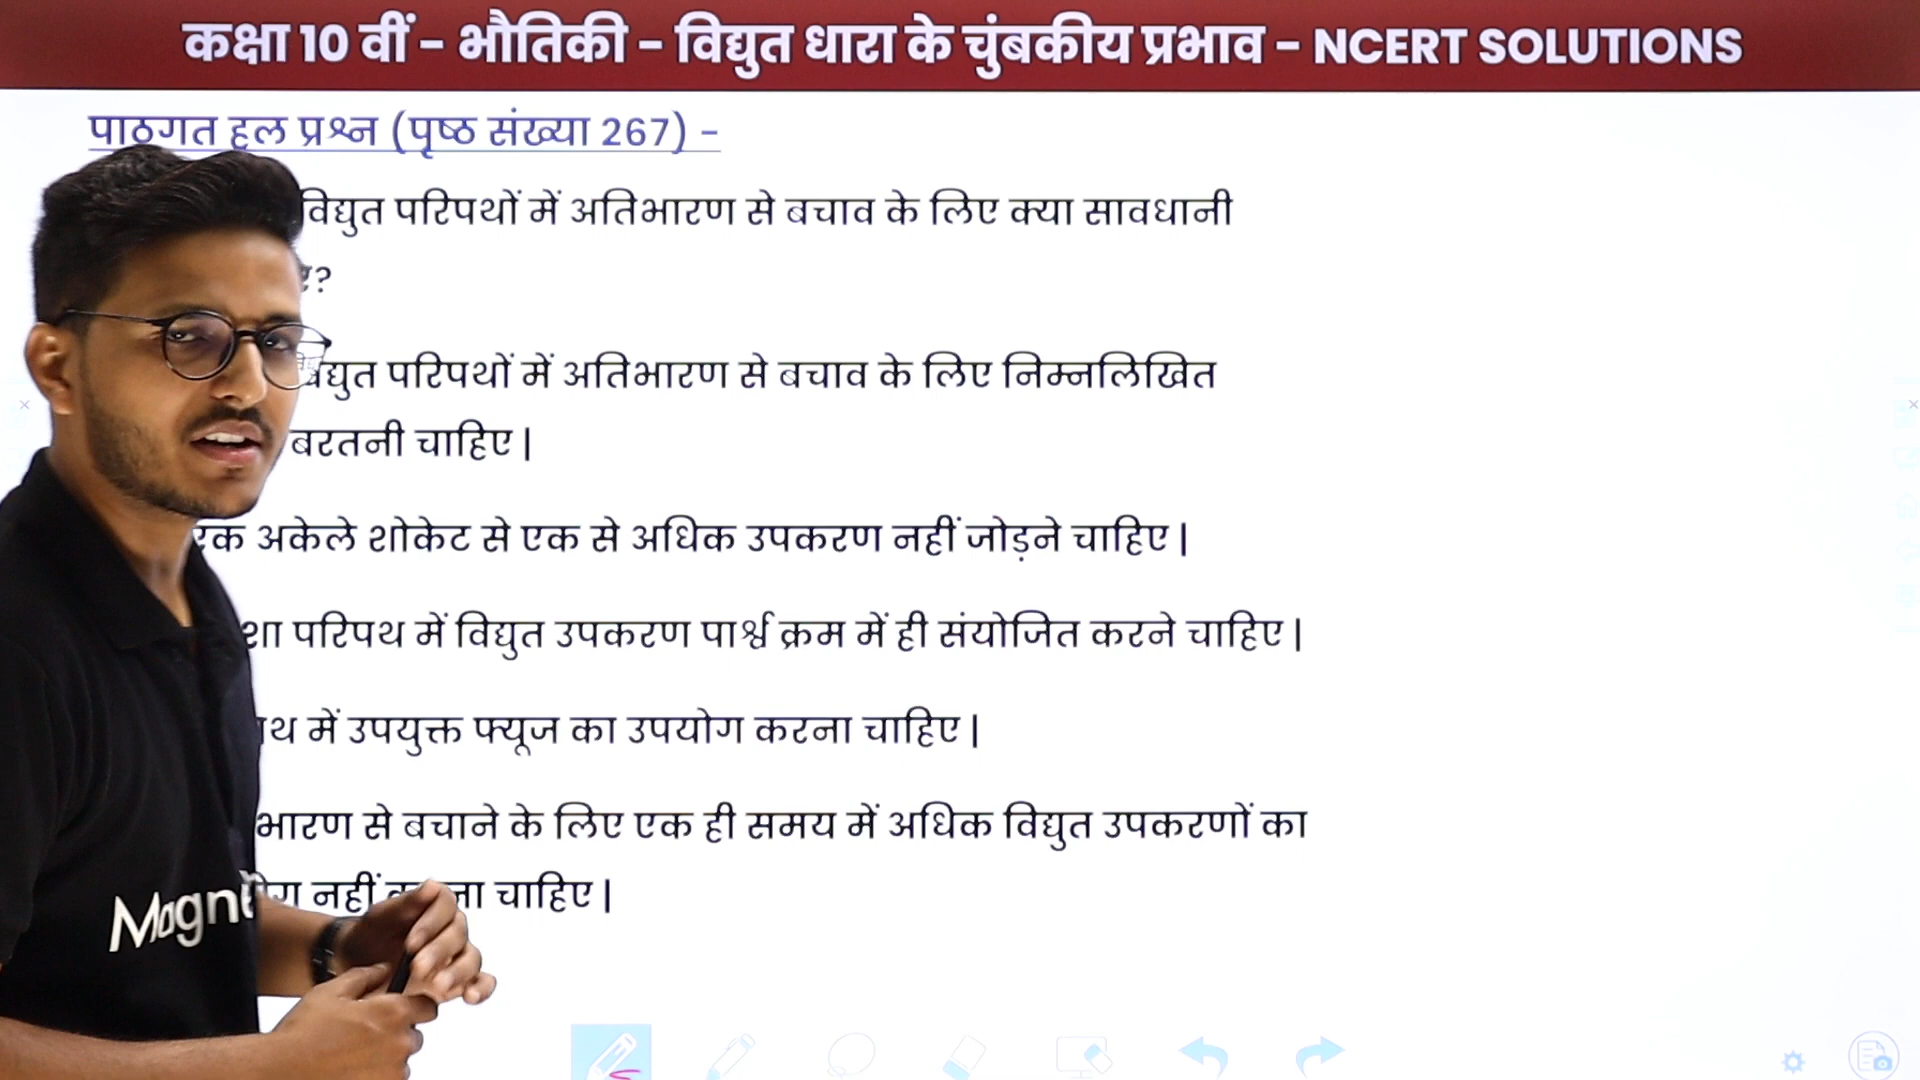 कक्षा 10 वीं - भौतिकी - विद्युत धारा के चुंबकीय प्रभाव - NCERT SOLUTIONS
पाठगत हल प्रश्न (पृष्ठ संख्या 267) -
विद्युत परिपथों में अतिभारण से बचाव के लिए क्या सावधानी
?
विद्युत परिपथों में अतिभारण से बचाव के लिए निम्नलिखित
बरतनी चाहिए |
एक अकेले शोकेट से एक से अधिक उपकरण नहीं जोड़ने चाहिए |
परिपथ में विद्युत उपकरण पार्श्व क्रम में ही संयोजित करने चाहिए |
में उपयुक्त फ्यूज का उपयोग करना चाहिए |
भारण से बचाने के लिए एक ही समय में अधिक विद्युत उपकरणों का
नहीं चाहिए |
Magne